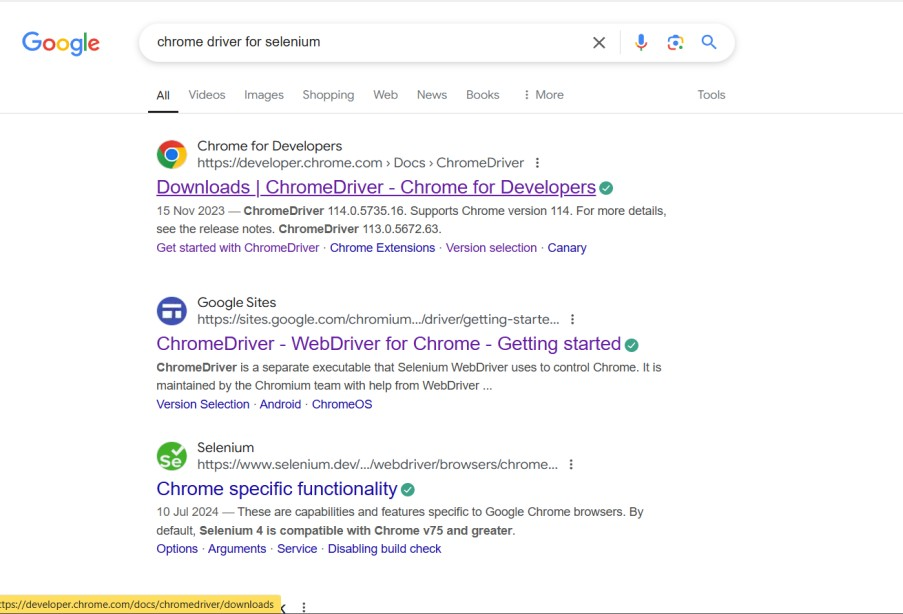 Google
chrome driver for selenium
All Videos Images Shopping Web News Books More Tools
Chrome for Developers
https://developer.chrome.com › Docs › ChromeDriver
Downloads | ChromeDriver - Chrome for Developers
15 Nov 2023 — ChromeDriver 114.0.5735.16. Supports Chrome version 114. For more details,
see the release notes. ChromeDriver 113.0.5672.63.
Get started with ChromeDriver · Chrome Extensions · Version selection · Canary
Google Sites
https://sites.google.com/chromium.../driver/getting-starte...
ChromeDriver - WebDriver for Chrome - Getting started
ChromeDriver is a separate executable that Selenium WebDriver uses to control Chrome. It is
maintained by the Chromium team with help from WebDriver ...
Version Selection · Android · ChromeOS
Se
Selenium
https://www.selenium.dev/.../webdriver/browsers/chrome...
Chrome specific functionality
10 Jul 2024 — These are capabilities and features specific to Google Chrome browsers. By
default, Selenium 4 is compatible with Chrome v75 and greater.
Options · Arguments · Service · Disabling build check
ttps://developer.chrome.com/docs/chromedriver/downloads